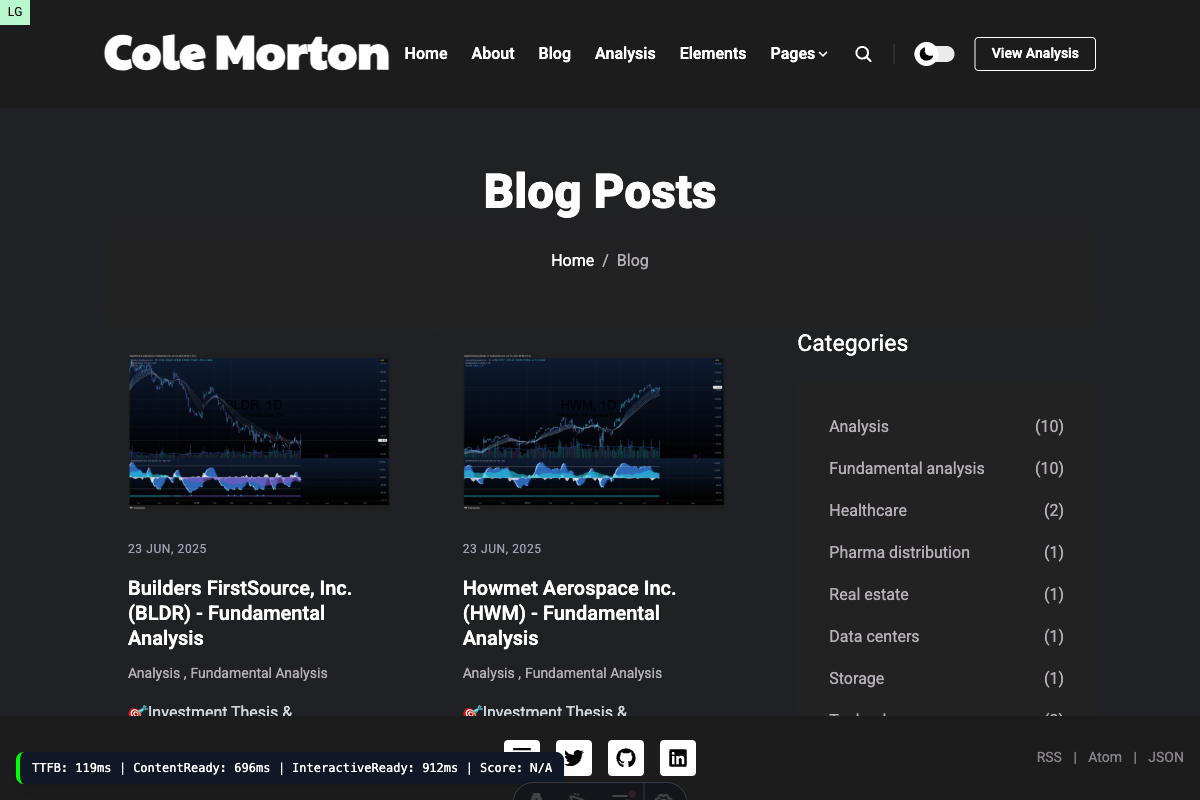 LG
Cole Morton
Home
About
Blog
Analysis
Elements
Pages
View Analysis
Blog Posts
Home / Blog
BLDR, 1D
HWM, 1D
23 JUN, 2025
Builders FirstSource, Inc.
(BLDR) - Fundamental
Analysis
Analysis , Fundamental Analysis
🎯Investment Thesis &
23 JUN, 2025
Howmet Aerospace Inc.
(HWM) - Fundamental
Analysis
Analysis , Fundamental Analysis
🎯Investment Thesis &
Categories
Analysis (10)
Fundamental analysis (10)
Healthcare (2)
Pharma distribution (1)
Real estate (1)
Data centers (1)
Storage (1)
RSS | Atom | JSON
TTFB: 119ms | ContentReady: 696ms | InteractiveReady: 912ms | Score: N/A